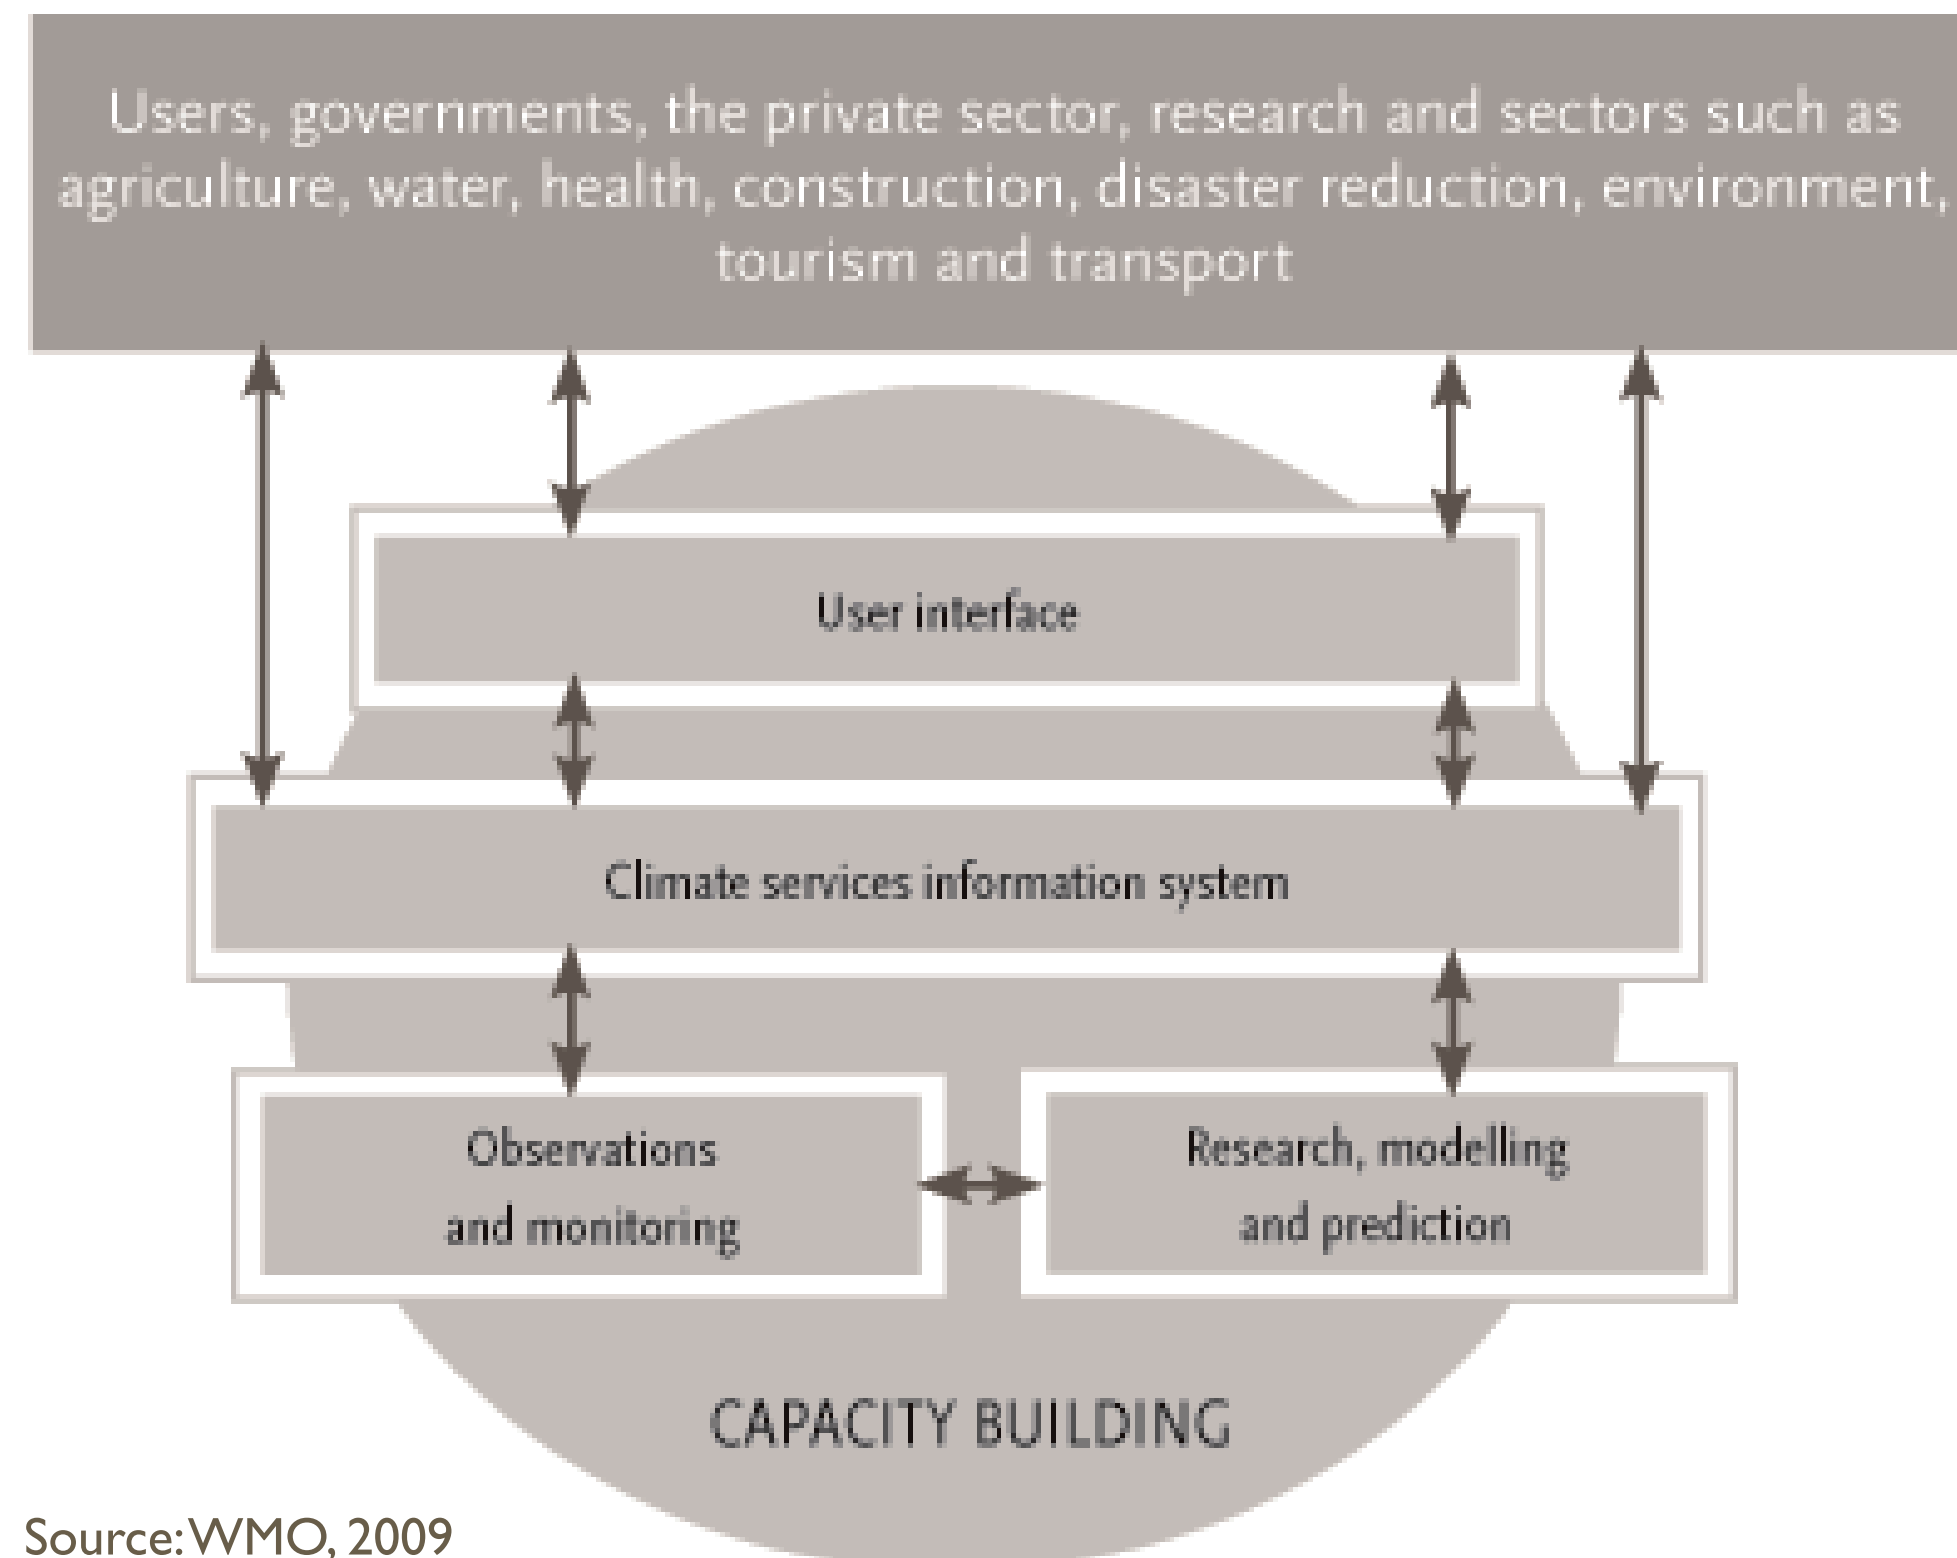 Users, governments, the private sector, research and sectors such as
agriculture, water, health, construction, disaster reduction, environment,
tourism and transport
User interface
Climate services information system
Observations
and monitoring
Research, modelling
and prediction
CAPACITY BUILDING
Source: WMO, 2009